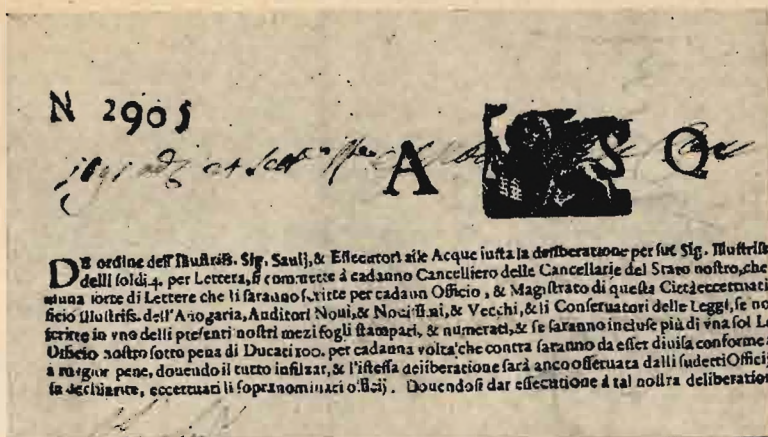 N 2905
A S Q
DE ordine dell' Illustriss. Sig. Sauij, & Essecutori alle Acque iusta la deliberatione per sue Sig. Illustriss
delli soldi 4. per Lettera, si commette à cadauno Cancelliero delle Cancellarie del Stato nostro, che
niuna sorte di Lettere che li saranno scritte per cadaun Officio, & Magistrato di questa Città eccettuati
ficio Illustriss. dell'Auogaria, Auditori Noui, & Nouissimi, & Vecchi, & li Conseruatori delle Leggi, se no
scritte in vno delli presenti nostri mezi fogli stampati, & numerati, & se saranno incluse più di vna sol Le
Officio nostro sotto pena di Ducati 100. per cadauna volta che contra faranno da esser diuisa conforme a
à maggior pene, douendo il tutto infilzar, & l'istessa deliberatione sarà anco osseruata dalli sudetti Officij
sa dechiarite, eccettuati li sopranominati officij. Douendosi dar essecutione à tal nostra deliberation